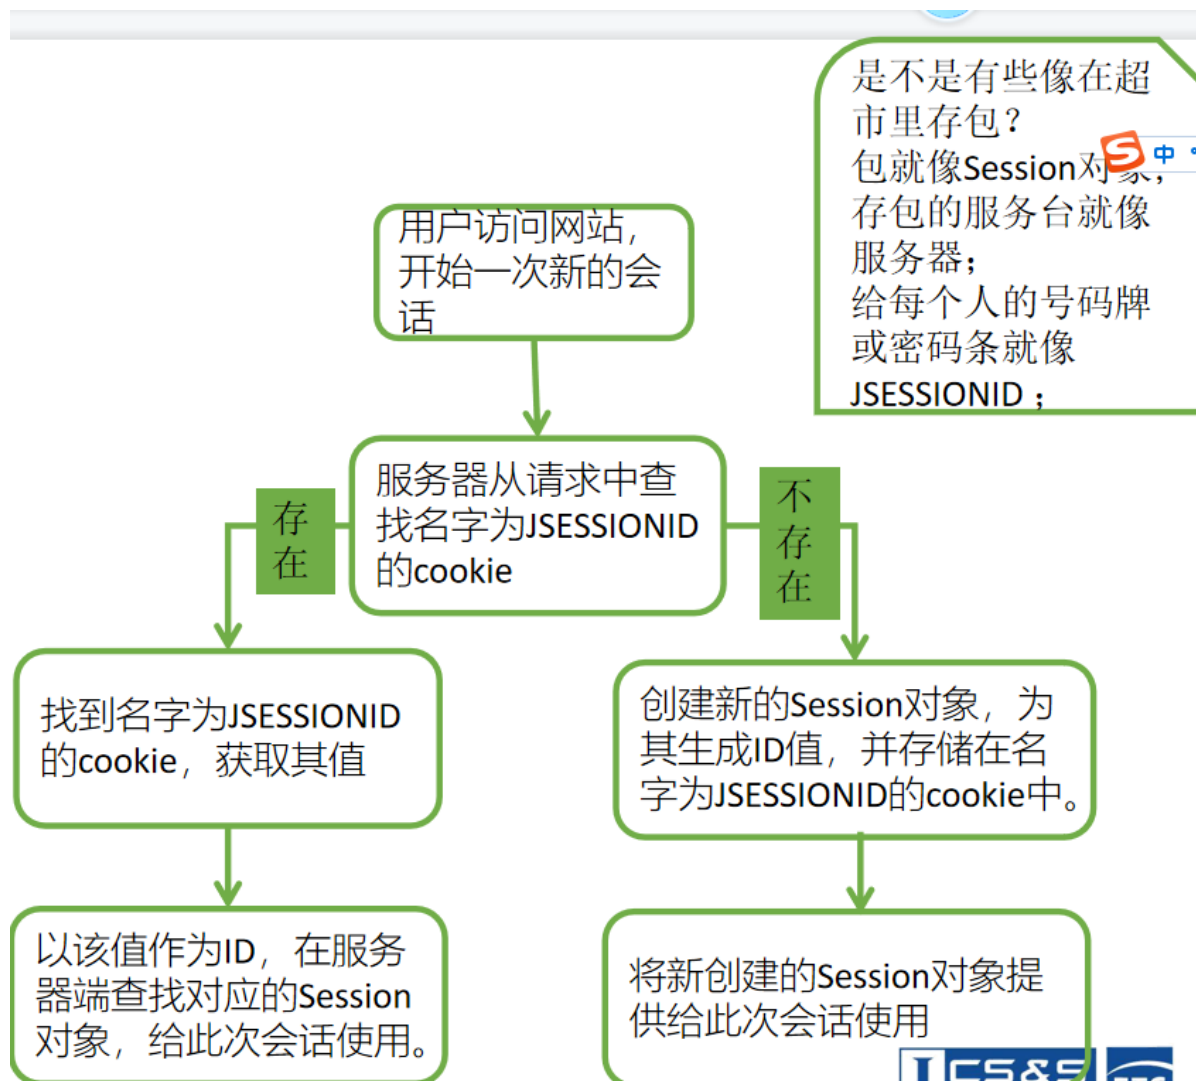 是不是有些像在超
市里存包?
包就像Session对象;
存包的服务台就像
服务器;
给每个人的号码牌
或密码条就像
JSESSIONID ;
中
用户访问网站,
开始一次新的会
话
服务器从请求中查
找名字为JSESSIONID
的cookie
存
在
不
存
在
找到名字为JSESSIONID
的cookie, 获取其值
创建新的Session对象, 为
其生成ID值, 并存储在名
字为JSESSIONID的cookie中。
以该值作为ID, 在服务
器端查找对应的Session
对象, 给此次会话使用。
将新创建的Session对象提
供给此次会话使用